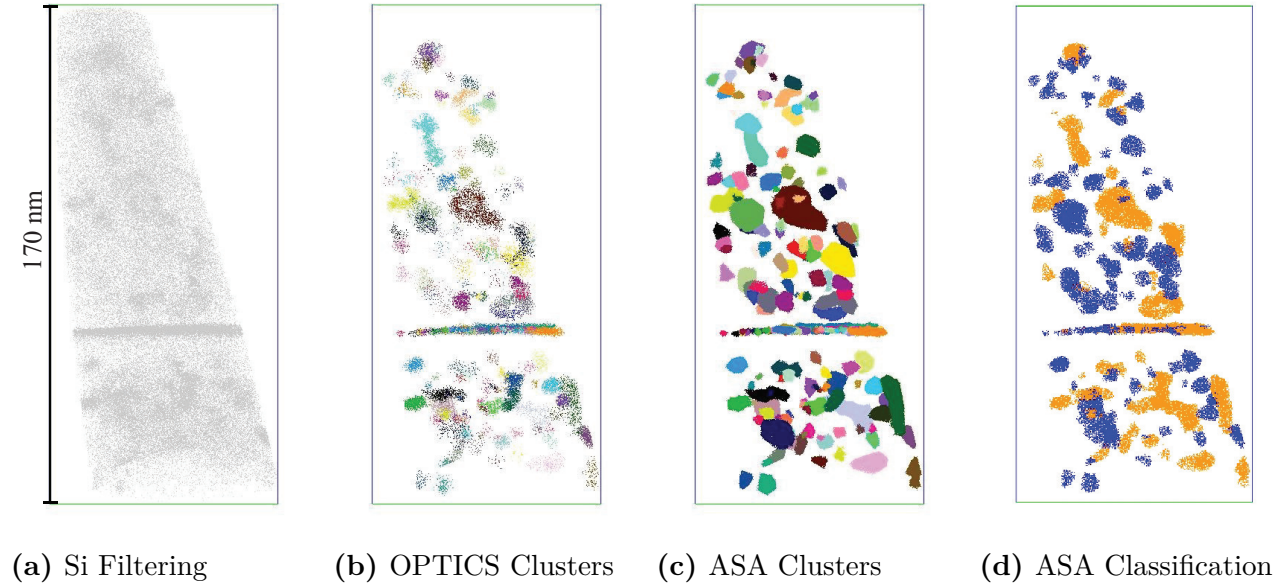 170 nm
(a) Si Filtering
(b) OPTICS Clusters
(c) ASA Clusters
(d) ASA Classification